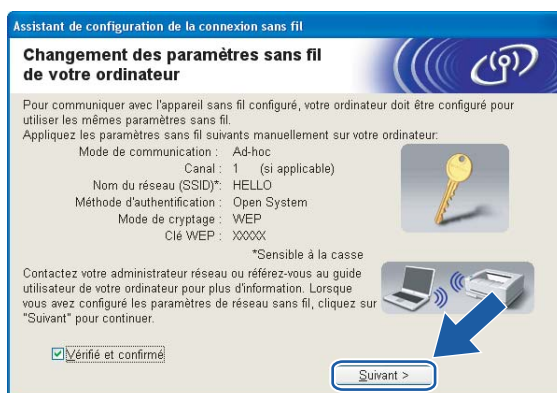 Assistant de configuration de la connexion sans fil
Changement des paramètres sans fil
de votre ordinateur
Pour communiquer avec l'appareil sans fil configuré, votre ordinateur doit être configuré pour
utiliser les mêmes paramètres sans fil.
Appliquez les paramètres sans fil suivants manuellement sur votre ordinateur:
Mode de communication : Ad-hoc
Canal : 1 (si applicable)
Nom du réseau (SSID)*: HELLO
Méthode d'authentification : Open System
Mode de cryptage : WEP
Clé WEP : XXXXX
*Sensible à la casse
Contactez votre administrateur réseau ou référez-vous au guide
utilisateur de votre ordinateur pour plus d'information. Lorsque
vous avez configuré les paramètres de réseau sans fil, cliquez sur
"Suivant" pour continuer.
Vérifié et confirmé
Suivant >